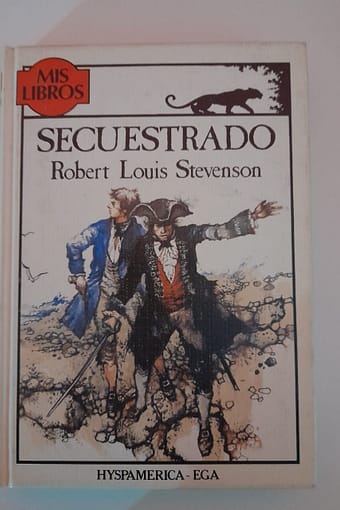 MIS
LIBROS
SECUESTRADO
Robert Louis Stevenson
HYSPAMERICA - EGA